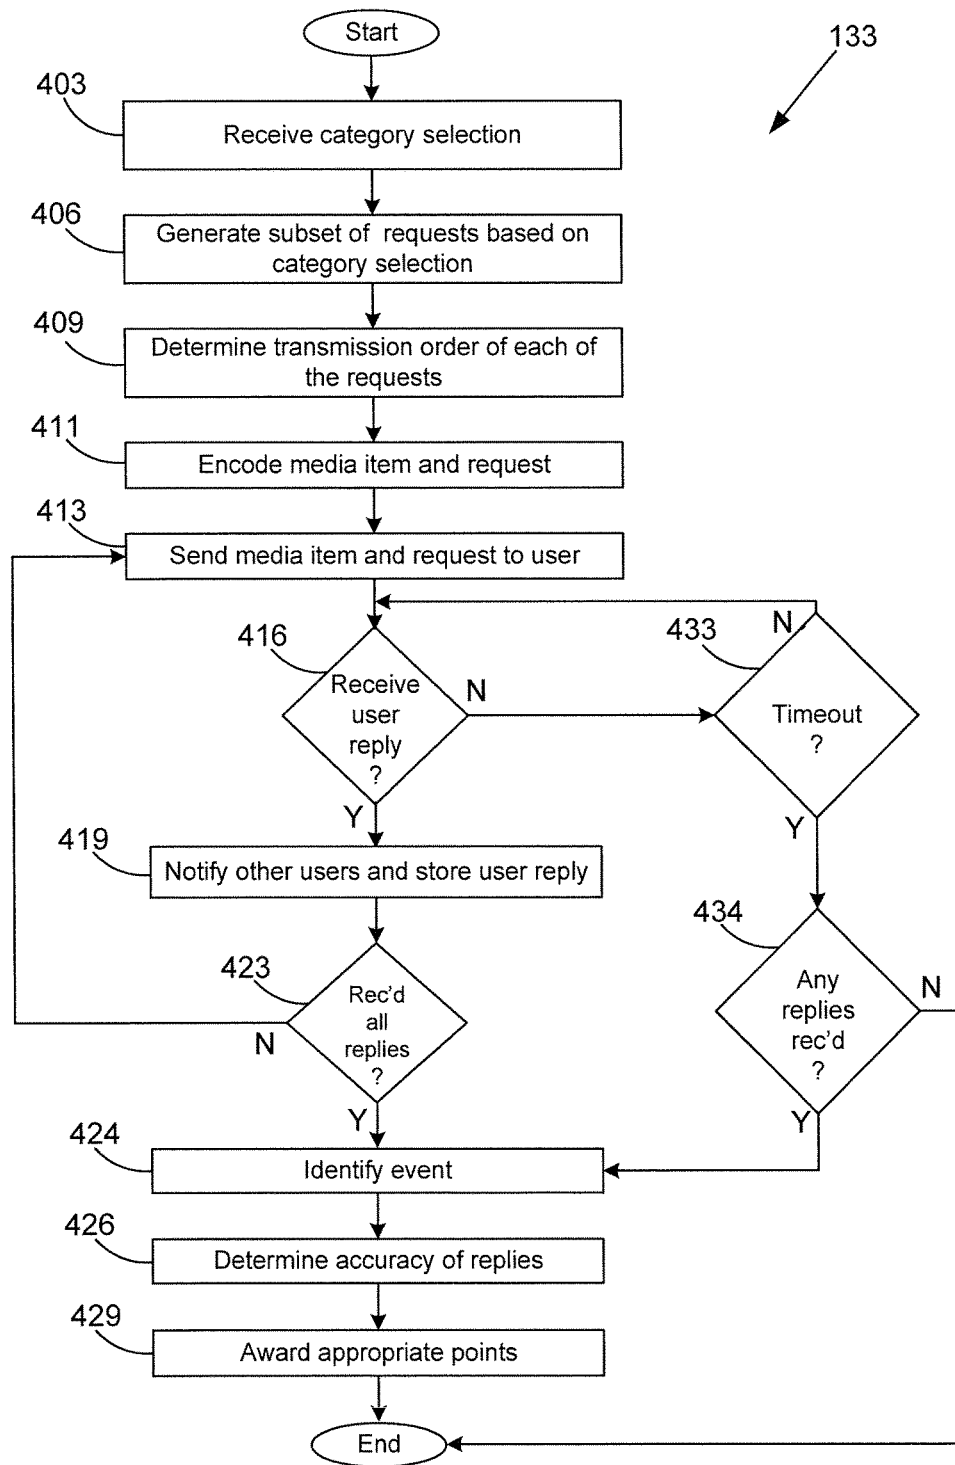 Start
133
403
Receive category selection
406
Generate subset of requests based on
category selection
409
Determine transmission order of each of
the requests
411
Encode media item and request
413
Send media item and request to user
416
Receive
user
reply
?
N
Y
433
N
Timeout
?
Y
419
Notify other users and store user reply
434
Any
replies
rec'd
?
N
Y
423
Rec'd
all
replies
?
N
Y
424
Identify event
426
Determine accuracy of replies
429
Award appropriate points
End